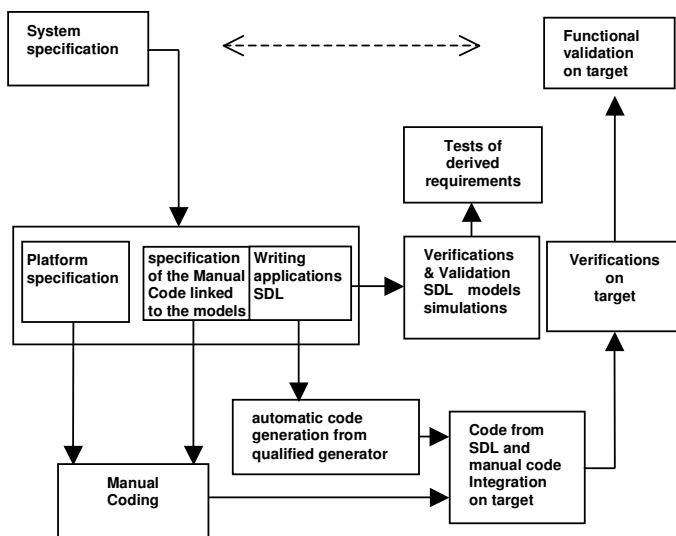 System
specification
Functional
validation
on target
Tests of
derived
requirements
Platform
specification
specification
of the Manual
Code linked
to the models
Writing
applications
SDL
Verifications
& Validation
SDL models
simulations
Verifications
on
target
automatic code
generation from
qualified generator
Code from
SDL and
manual code
Integration
on target
Manual
Coding